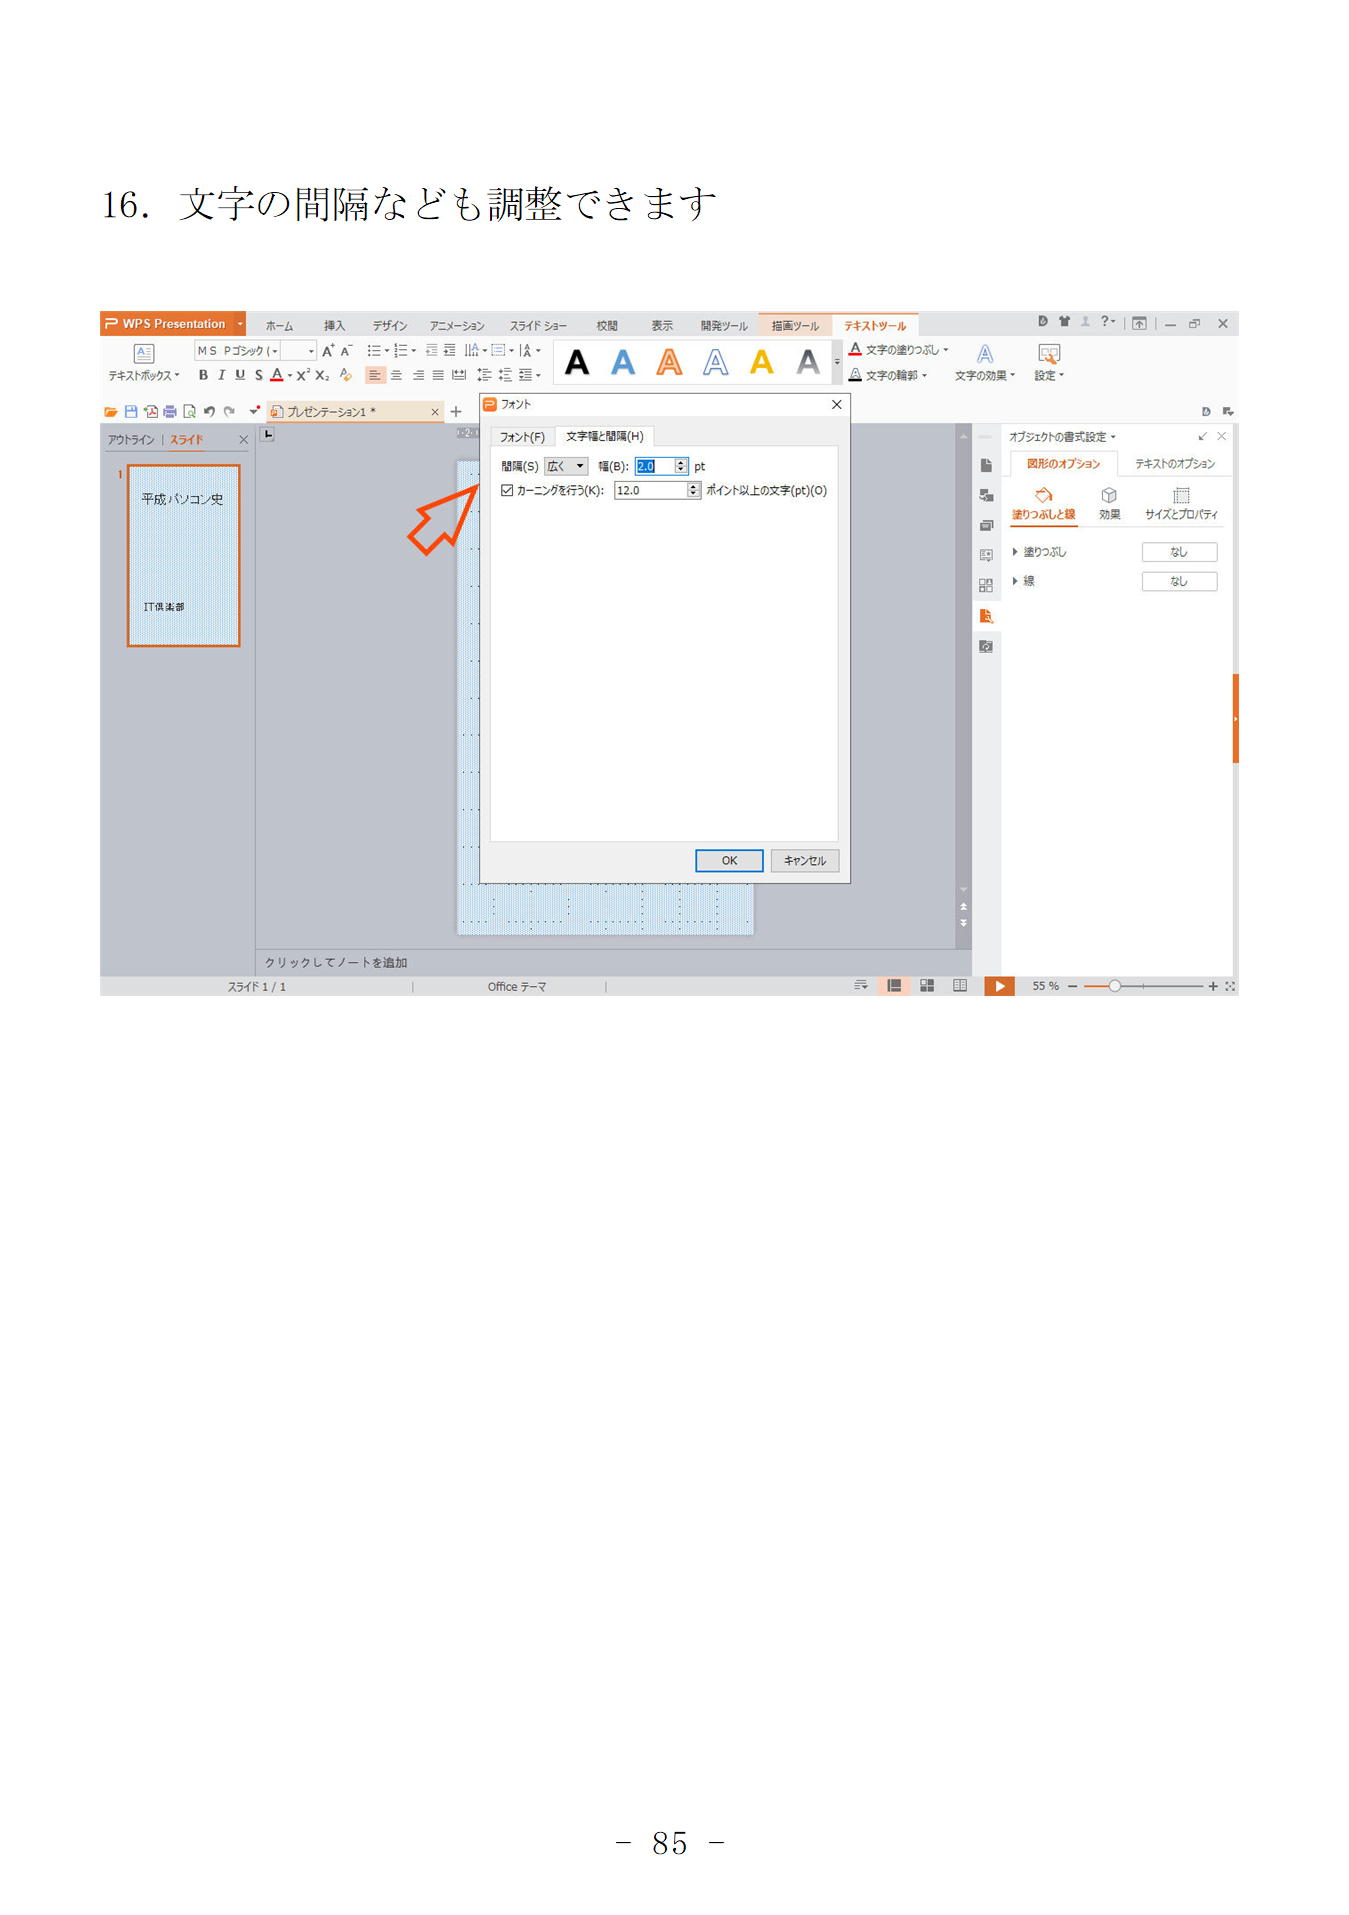 16. 文字の間隔なども調整できます
WPS Presentation
ホーム 挿入 デザイン アニメーション スライド ショー 校閲 表示 開発ツール 描画ツール テキストツール
MS Pゴシック (
文字の塗りつぶし
テキストボックス
文字の輪郭 文字の効果 設定
プレゼンテーション1 *
フォント
アウトライン | スライド
フォント(F) 文字幅と間隔(H)
オブジェクトの書式設定
間隔(S) 広く 幅(B): 2.0 pt
図形のオプション テキストのオプション
カーニングを行う(K): 12.0 ポイント以上の文字(pt)(O)
1
平成パソコン史
塗りつぶしと線 効果 サイズとプロパティ
塗りつぶし なし
線 なし
IT倶楽部
OK キャンセル
クリックしてノートを追加
スライド 1 / 1 Office テーマ 55 %
- 85 -